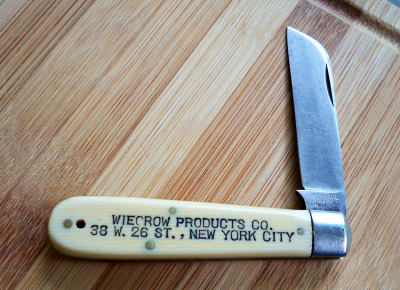 WIECROW PRODUCTS CO.
38 W. 26 ST., NEW YORK CITY